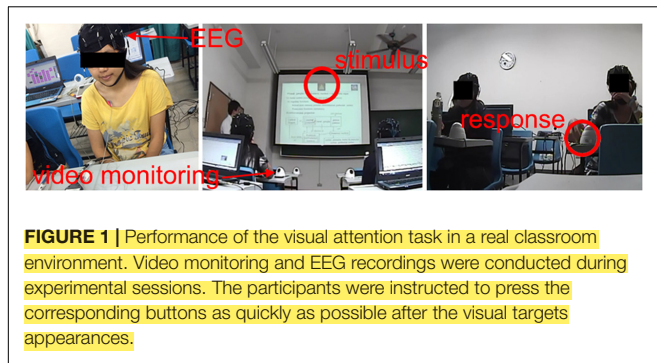 EEG
stimulus
response
video monitoring
FIGURE 1 | Performance of the visual attention task in a real classroom
environment. Video monitoring and EEG recordings were conducted during
experimental sessions. The participants were instructed to press the
corresponding buttons as quickly as possible after the visual targets
appearances.